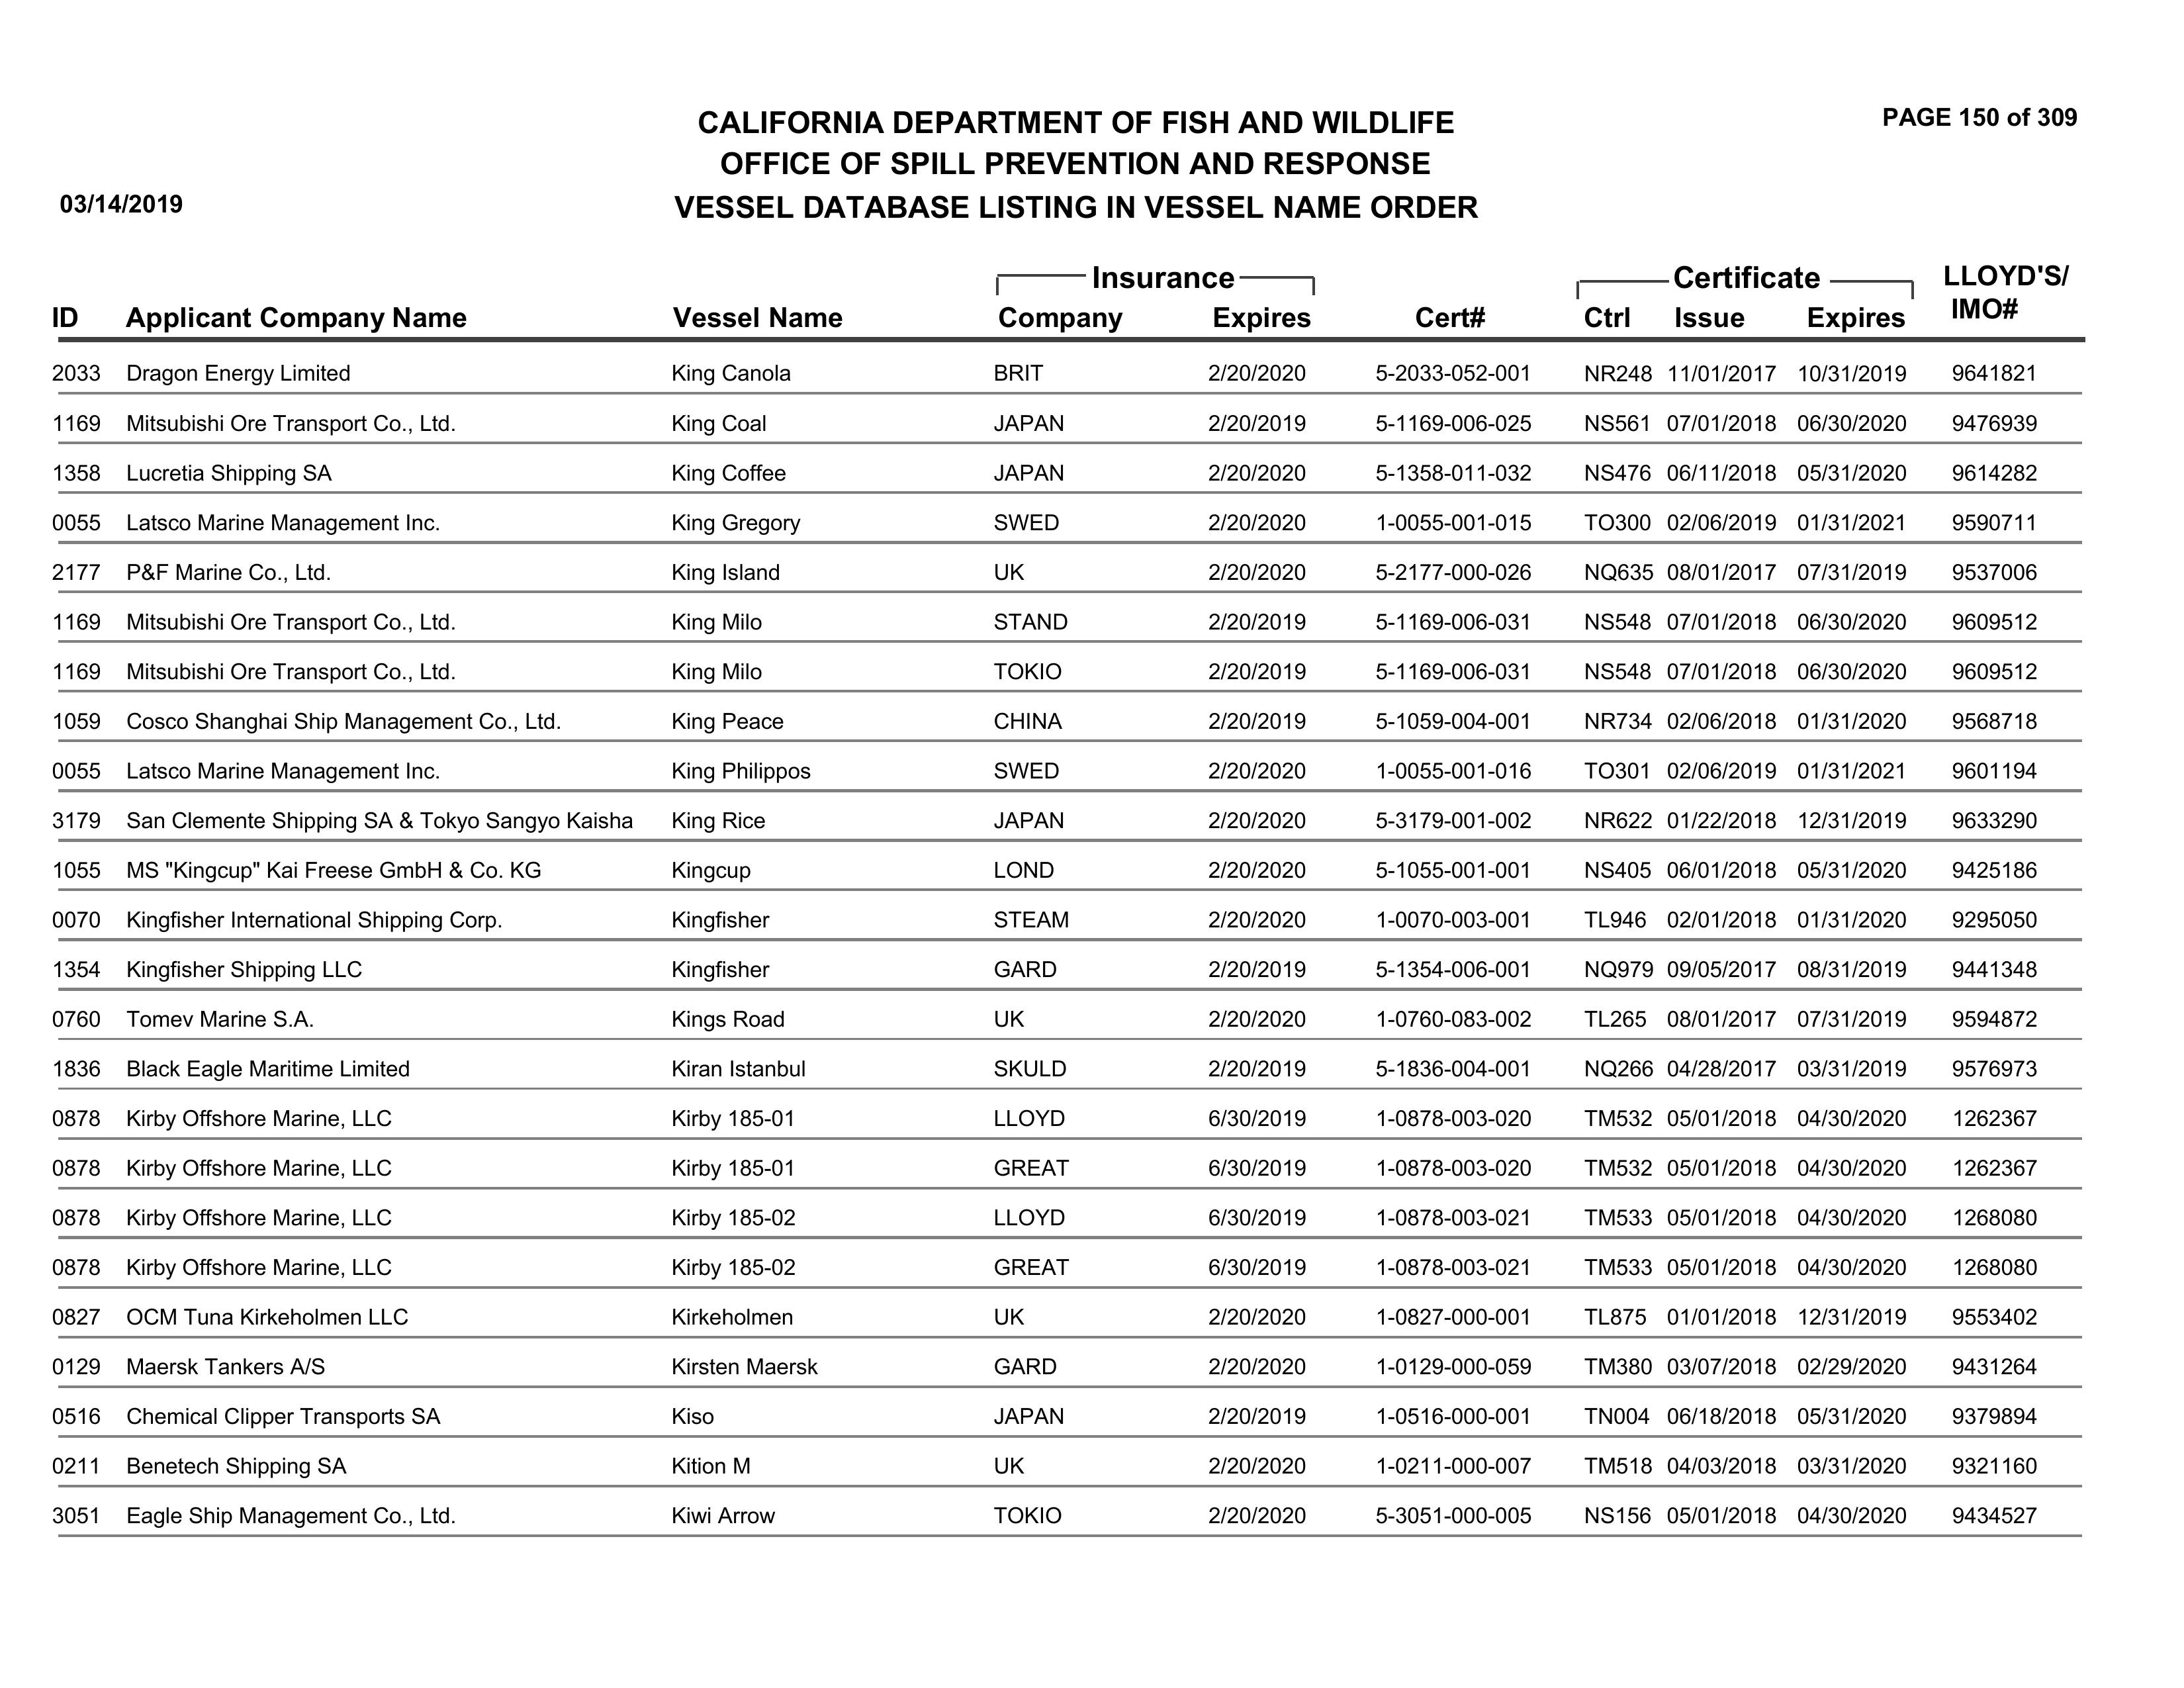 CALIFORNIA DEPARTMENT OF FISH AND WILDLIFE PAGE 150 of 309
OFFICE OF SPILL PREVENTION AND RESPONSE
03/14/2019 VESSEL DATABASE LISTING IN VESSEL NAME ORDER
Insurance Certificate LLOYD'S/
ID Applicant Company Name Vessel Name Company Expires Cert# Ctrl Issue Expires IMO#
2033 Dragon Energy Limited King Canola BRIT 2/20/2020 5-2033-052-001 NR248 11/01/2017 10/31/2019 9641821
1169 Mitsubishi Ore Transport Co., Ltd. King Coal JAPAN 2/20/2019 5-1169-006-025 NS561 07/01/2018 06/30/2020 9476939
1358 Lucretia Shipping SA King Coffee JAPAN 2/20/2020 5-1358-011-032 NS476 06/11/2018 05/31/2020 9614282
0055 Latsco Marine Management Inc. King Gregory SWED 2/20/2020 1-0055-001-015 TO300 02/06/2019 01/31/2021 9590711
2177 P&F Marine Co., Ltd. King Island UK 2/20/2020 5-2177-000-026 NQ635 08/01/2017 07/31/2019 9537006
1169 Mitsubishi Ore Transport Co., Ltd. King Milo STAND 2/20/2019 5-1169-006-031 NS548 07/01/2018 06/30/2020 9609512
1169 Mitsubishi Ore Transport Co., Ltd. King Milo TOKIO 2/20/2019 5-1169-006-031 NS548 07/01/2018 06/30/2020 9609512
1059 Cosco Shanghai Ship Management Co., Ltd. King Peace CHINA 2/20/2019 5-1059-004-001 NR734 02/06/2018 01/31/2020 9568718
0055 Latsco Marine Management Inc. King Philippos SWED 2/20/2020 1-0055-001-016 TO301 02/06/2019 01/31/2021 9601194
3179 San Clemente Shipping SA & Tokyo Sangyo Kaisha King Rice JAPAN 2/20/2020 5-3179-001-002 NR622 01/22/2018 12/31/2019 9633290
1055 MS "Kingcup" Kai Freese GmbH & Co. KG Kingcup LOND 2/20/2020 5-1055-001-001 NS405 06/01/2018 05/31/2020 9425186
0070 Kingfisher International Shipping Corp. Kingfisher STEAM 2/20/2020 1-0070-003-001 TL946 02/01/2018 01/31/2020 9295050
1354 Kingfisher Shipping LLC Kingfisher GARD 2/20/2019 5-1354-006-001 NQ979 09/05/2017 08/31/2019 9441348
0760 Tomev Marine S.A. Kings Road UK 2/20/2020 1-0760-083-002 TL265 08/01/2017 07/31/2019 9594872
1836 Black Eagle Maritime Limited Kiran Istanbul SKULD 2/20/2019 5-1836-004-001 NQ266 04/28/2017 03/31/2019 9576973
0878 Kirby Offshore Marine, LLC Kirby 185-01 LLOYD 6/30/2019 1-0878-003-020 TM532 05/01/2018 04/30/2020 1262367
0878 Kirby Offshore Marine, LLC Kirby 185-01 GREAT 6/30/2019 1-0878-003-020 TM532 05/01/2018 04/30/2020 1262367
0878 Kirby Offshore Marine, LLC Kirby 185-02 LLOYD 6/30/2019 1-0878-003-021 TM533 05/01/2018 04/30/2020 1268080
0878 Kirby Offshore Marine, LLC Kirby 185-02 GREAT 6/30/2019 1-0878-003-021 TM533 05/01/2018 04/30/2020 1268080
0827 OCM Tuna Kirkeholmen LLC Kirkeholmen UK 2/20/2020 1-0827-000-001 TL875 01/01/2018 12/31/2019 9553402
0129 Maersk Tankers A/S Kirsten Maersk GARD 2/20/2020 1-0129-000-059 TM380 03/07/2018 02/29/2020 9431264
0516 Chemical Clipper Transports SA Kiso JAPAN 2/20/2019 1-0516-000-001 TN004 06/18/2018 05/31/2020 9379894
0211 Benetech Shipping SA Kition M UK 2/20/2020 1-0211-000-007 TM518 04/03/2018 03/31/2020 9321160
3051 Eagle Ship Management Co., Ltd. Kiwi Arrow TOKIO 2/20/2020 5-3051-000-005 NS156 05/01/2018 04/30/2020 9434527